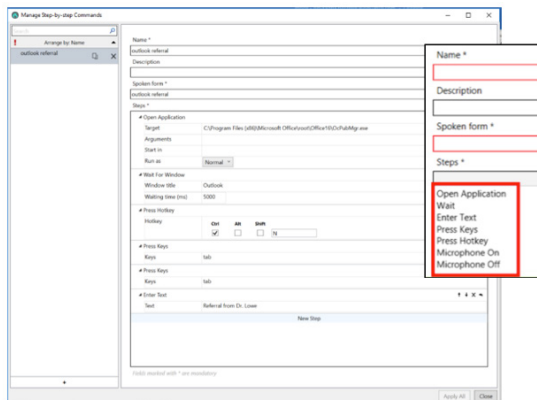 Manage Step-by-step Commands
Search
! Arrange by: Name
outlook referral
Name *
outlook referral
Description
Spoken form *
outlook referral
Steps *
Open Application
Target C:\Program Files (x86)\Microsoft Office\root\Office16\OcPubMgr.exe
Arguments
Start in
Run as Normal
Wait For Window
Window title Outlook
Waiting time (ms) 5000
Press Hotkey
Hotkey Ctrl Alt Shift
N
Press Keys
Keys tab
Press Keys
Keys tab
Enter Text
Text Referral from Dr. Lowe
New Step
Fields marked with * are mandatory
+
Apply All Close
Name *
Description
Spoken form *
Steps *
Open Application
Wait
Enter Text
Press Keys
Press Hotkey
Microphone On
Microphone Off